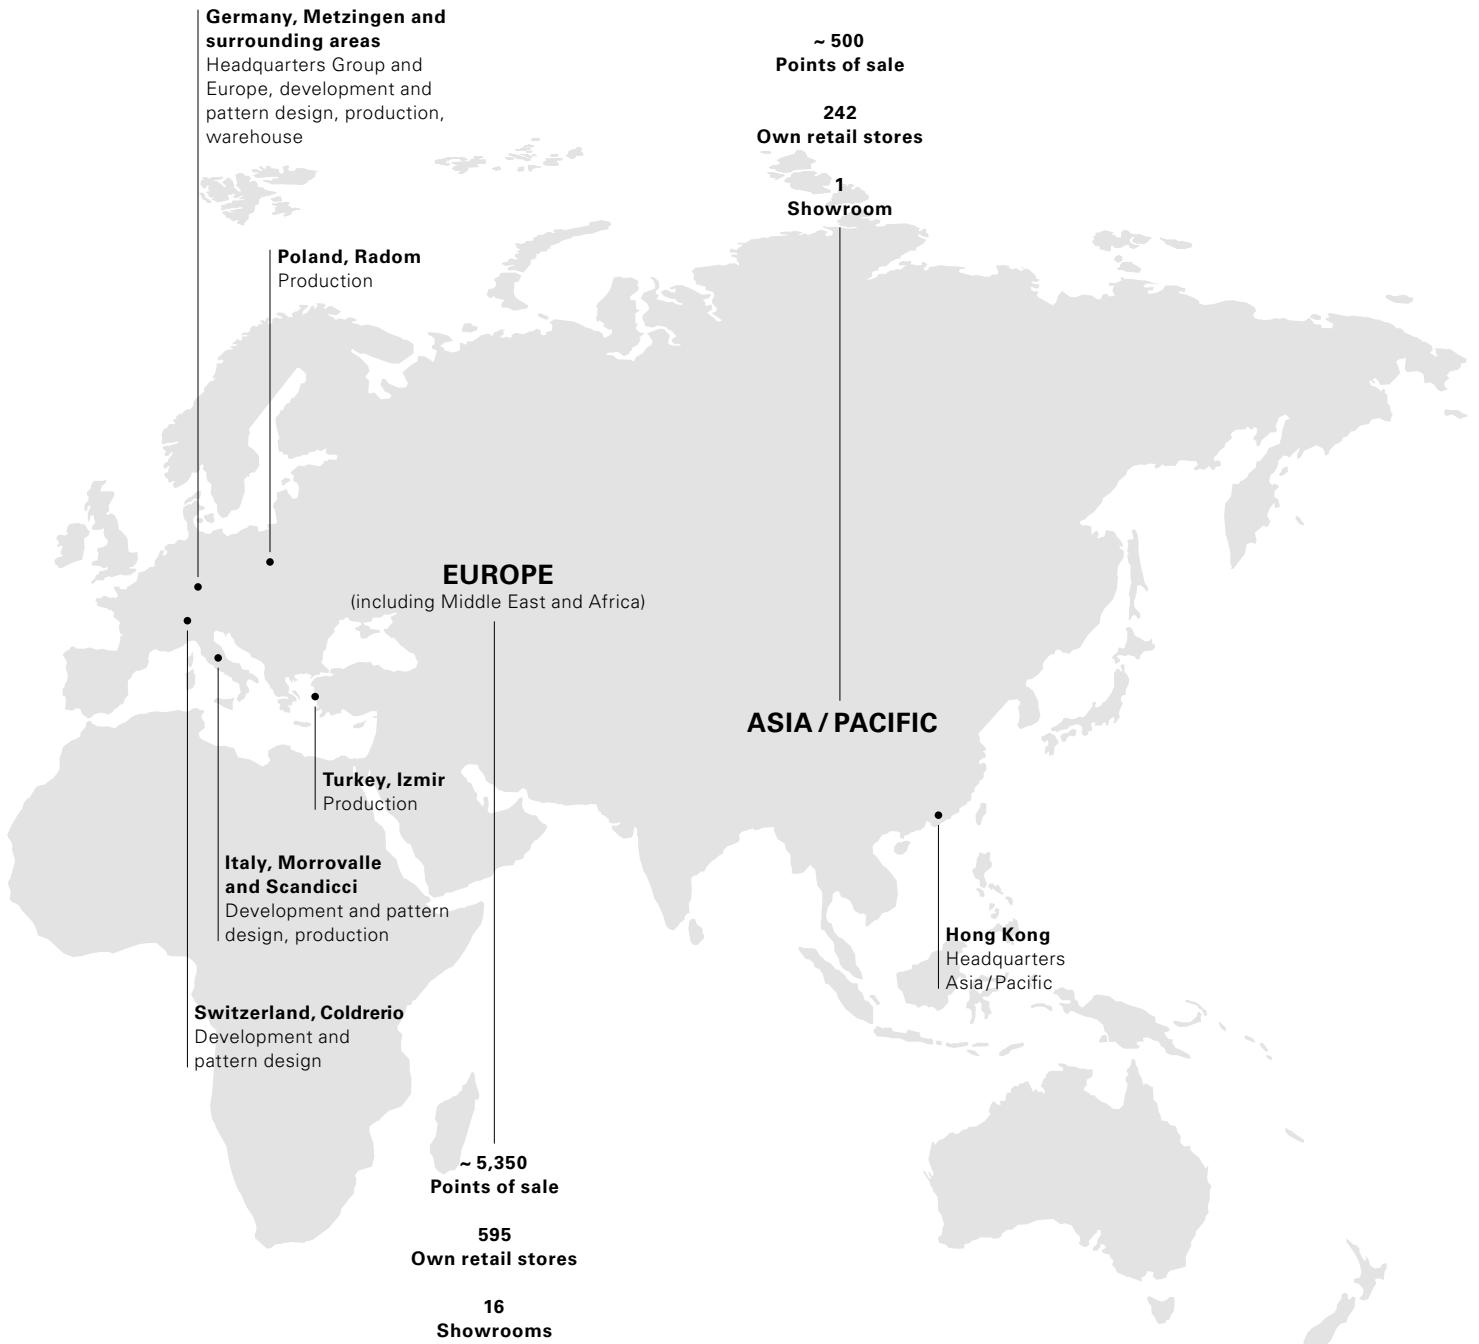 Germany, Metzingen and
surrounding areas
Headquarters Group and
Europe, development and
pattern design, production,
warehouse
~ 500
Points of sale
242
Own retail stores
1
Showroom
Poland, Radom
Production
EUROPE
(including Middle East and Africa)
ASIA / PACIFIC
Turkey, Izmir
Production
Italy, Morrovalle
and Scandicci
Development and pattern
design, production
Hong Kong
Headquarters
Asia/Pacific
Switzerland, Coldrerio
Development and
pattern design
~ 5,350
Points of sale
595
Own retail stores
16
Showrooms